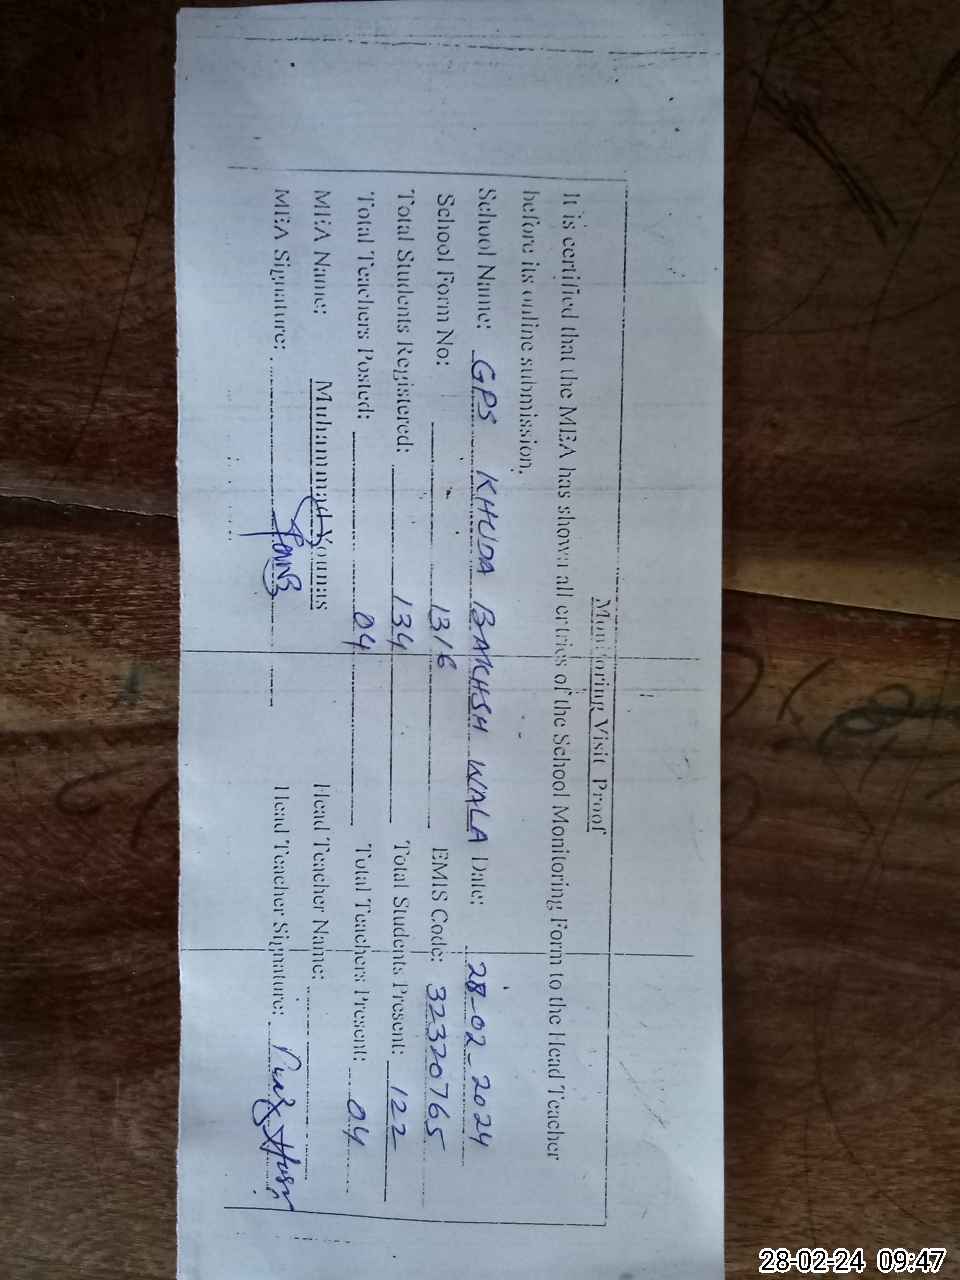 Monitoring Visit Proof
It is certified that the MEA has shown all entries of the School Monitoring Form to the Head Teacher
before its online submission.
School Name: GPS KHUDA BAKHSH WALA Date: 28-02-2024
School Form No: 1316 EMIS Code: 32320765
Total Students Registered: 134 Total Students Present: 122
Total Teachers Posted: 04 Total Teachers Present: 04
MEA Name: Muhammad Younas Head Teacher Name:
MEA Signature: Head Teacher Signature:
28-02-24 09:47